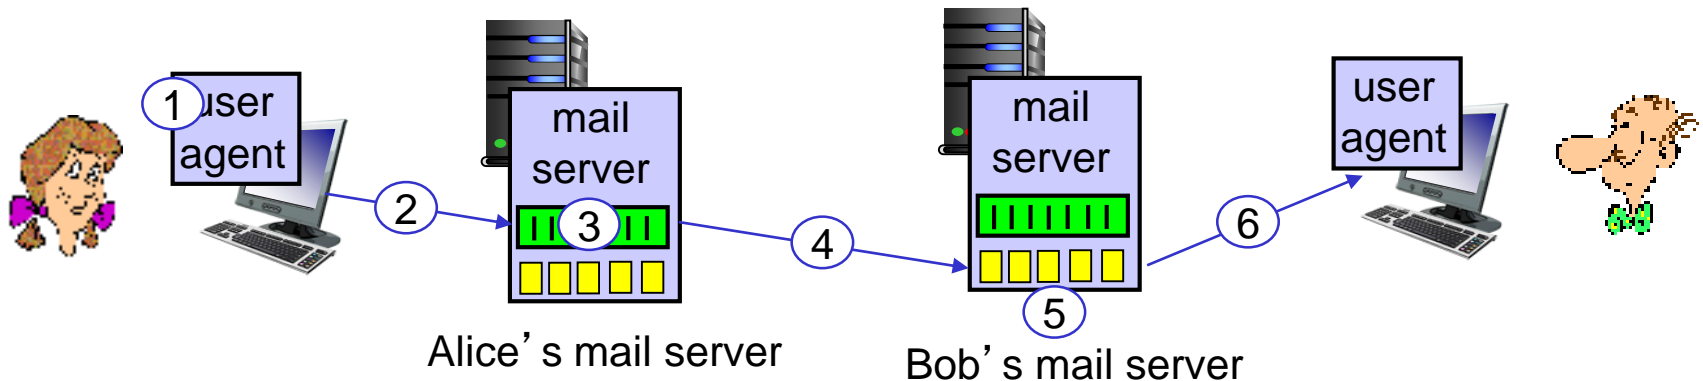 1 user
agent
2
mail
server
3
Alice’s mail server
4
mail
server
5
Bob’s mail server
6
user
agent